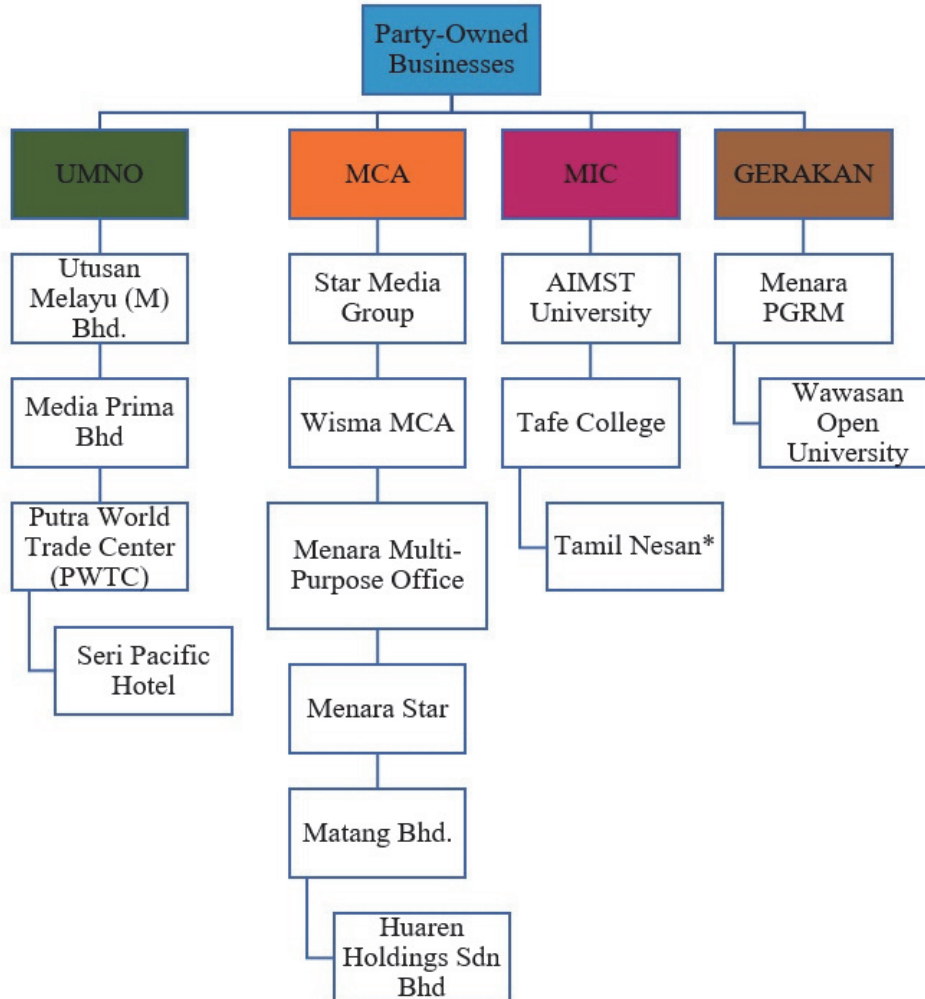 Party-Owned
Businesses
UMNO
MCA
MIC
GERAKAN
Utusan
Melayu (M)
Bhd.
Star Media
Group
AIMST
University
Menara
PGRM
Media Prima
Bhd
Wisma MCA
Tafe College
Wawasan
Open
University
Putra World
Trade Center
(PWTC)
Menara Multi-
Purpose Office
Tamil Nesan*
Seri Pacific
Hotel
Menara Star
Matang Bhd.
Huaren
Holdings Sdn
Bhd